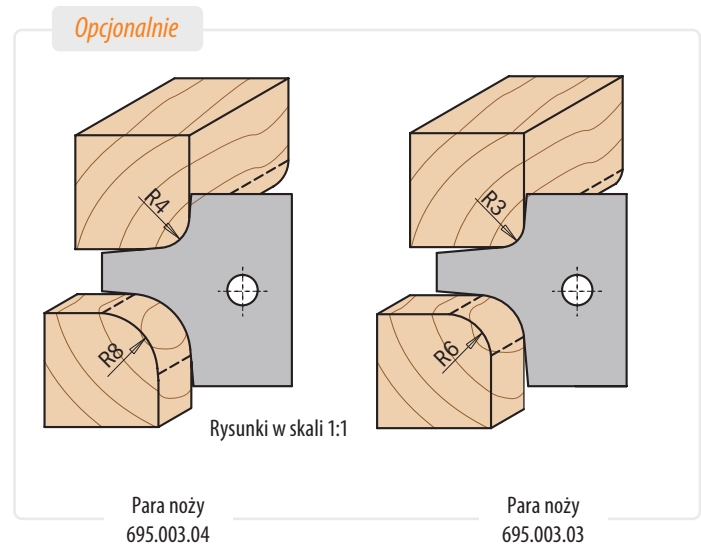 Opcjonalnie
R4
R3
R8
R6
Rysunki w skali 1:1
Para noży
695.003.04
Para noży
695.003.03